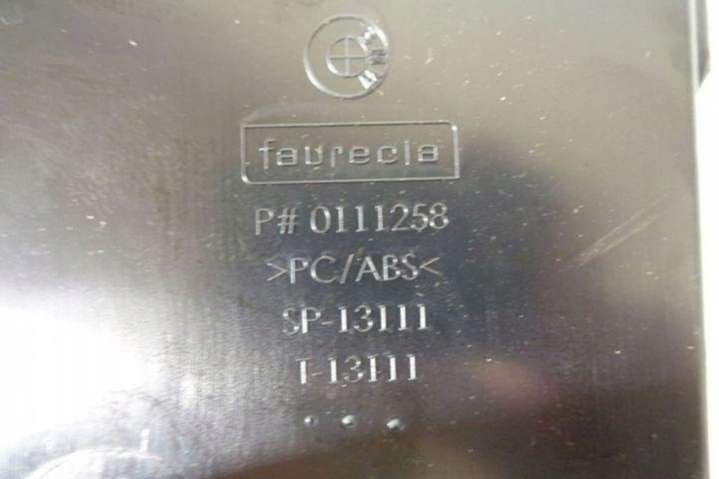 faurecia
P# 0111258
>PC/ABS<
SP-13111
T-13111